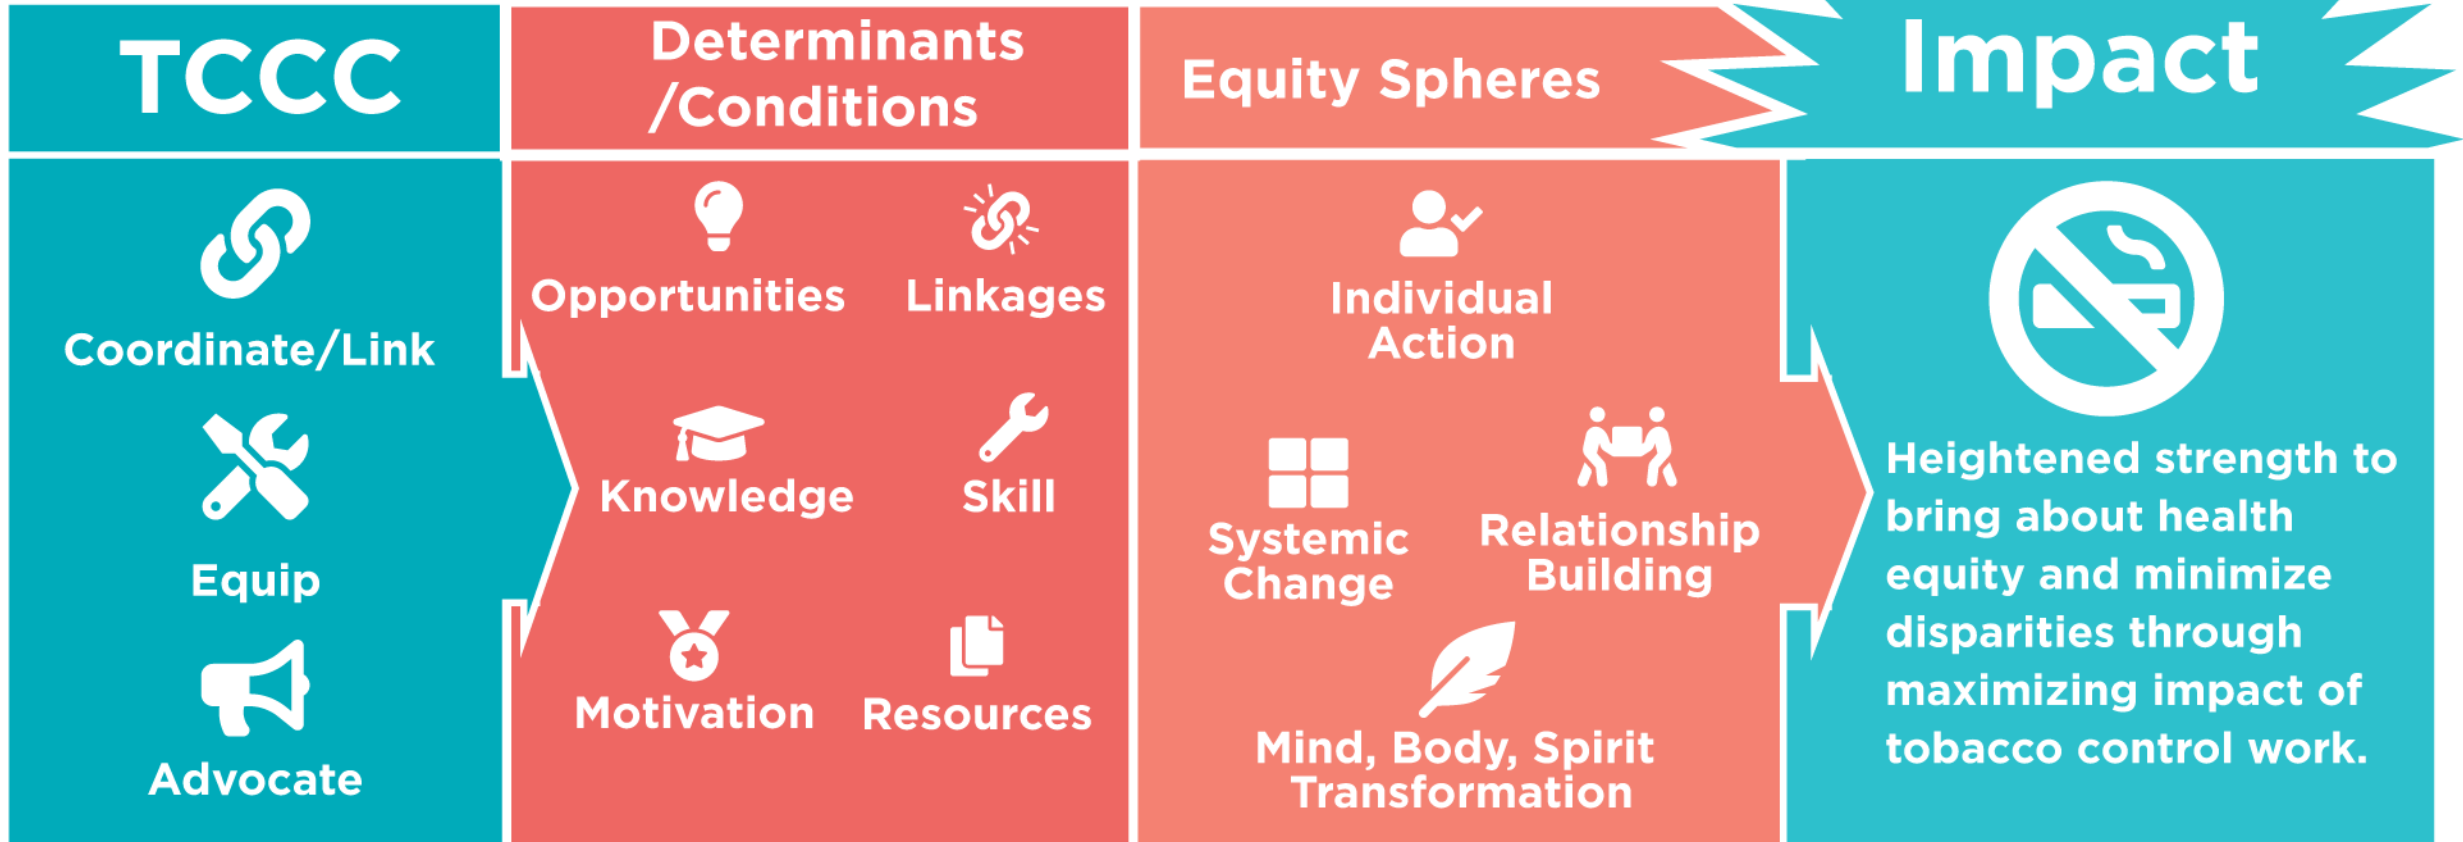 TCCC
Determinants
/Conditions
Equity Spheres
Impact
Coordinate/Link
Equip
Advocate
Opportunities
Linkages
Knowledge
Skill
Motivation
Resources
Individual
Action
Systemic
Change
Relationship
Building
Mind, Body, Spirit
Transformation
Heightened strength to
bring about health
equity and minimize
disparities through
maximizing impact of
tobacco control work.